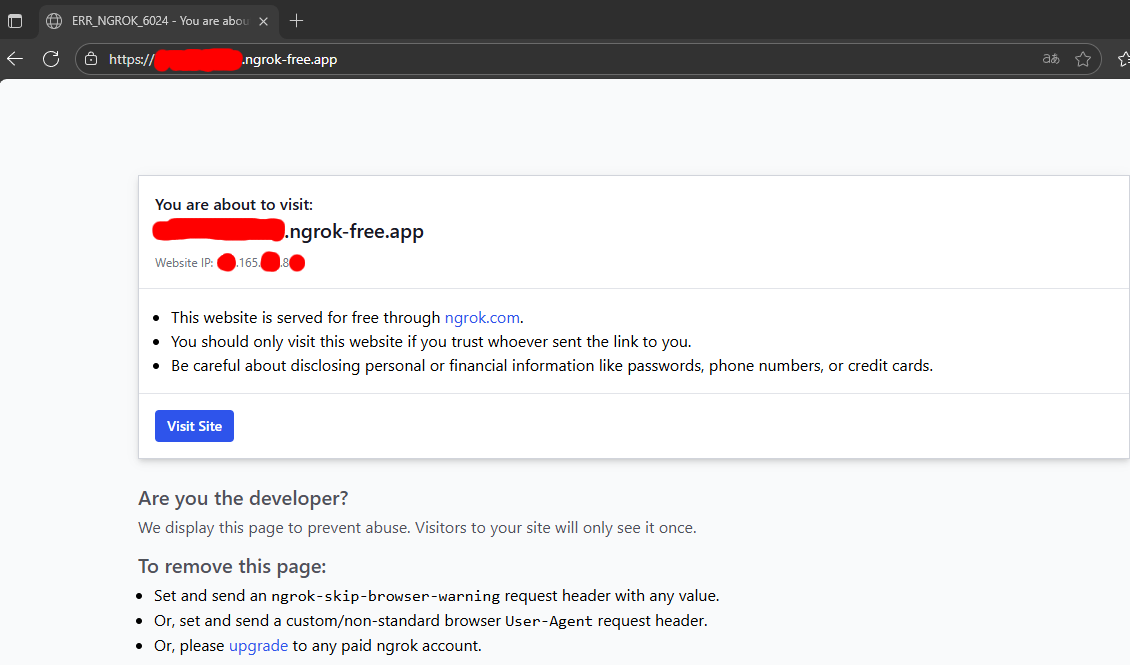 ERR_NGROK_6024 - You are abou
https:// .ngrok-free.app
aあ
You are about to visit:
.ngrok-free.app
Website IP: .165. .8
This website is served for free through ngrok.com.
You should only visit this website if you trust whoever sent the link to you.
Be careful about disclosing personal or financial information like passwords, phone numbers, or credit cards.
Visit Site
Are you the developer?
We display this page to prevent abuse. Visitors to your site will only see it once.
To remove this page:
Set and send an ngrok-skip-browser-warning request header with any value.
Or, set and send a custom/non-standard browser User-Agent request header.
Or, please upgrade to any paid ngrok account.